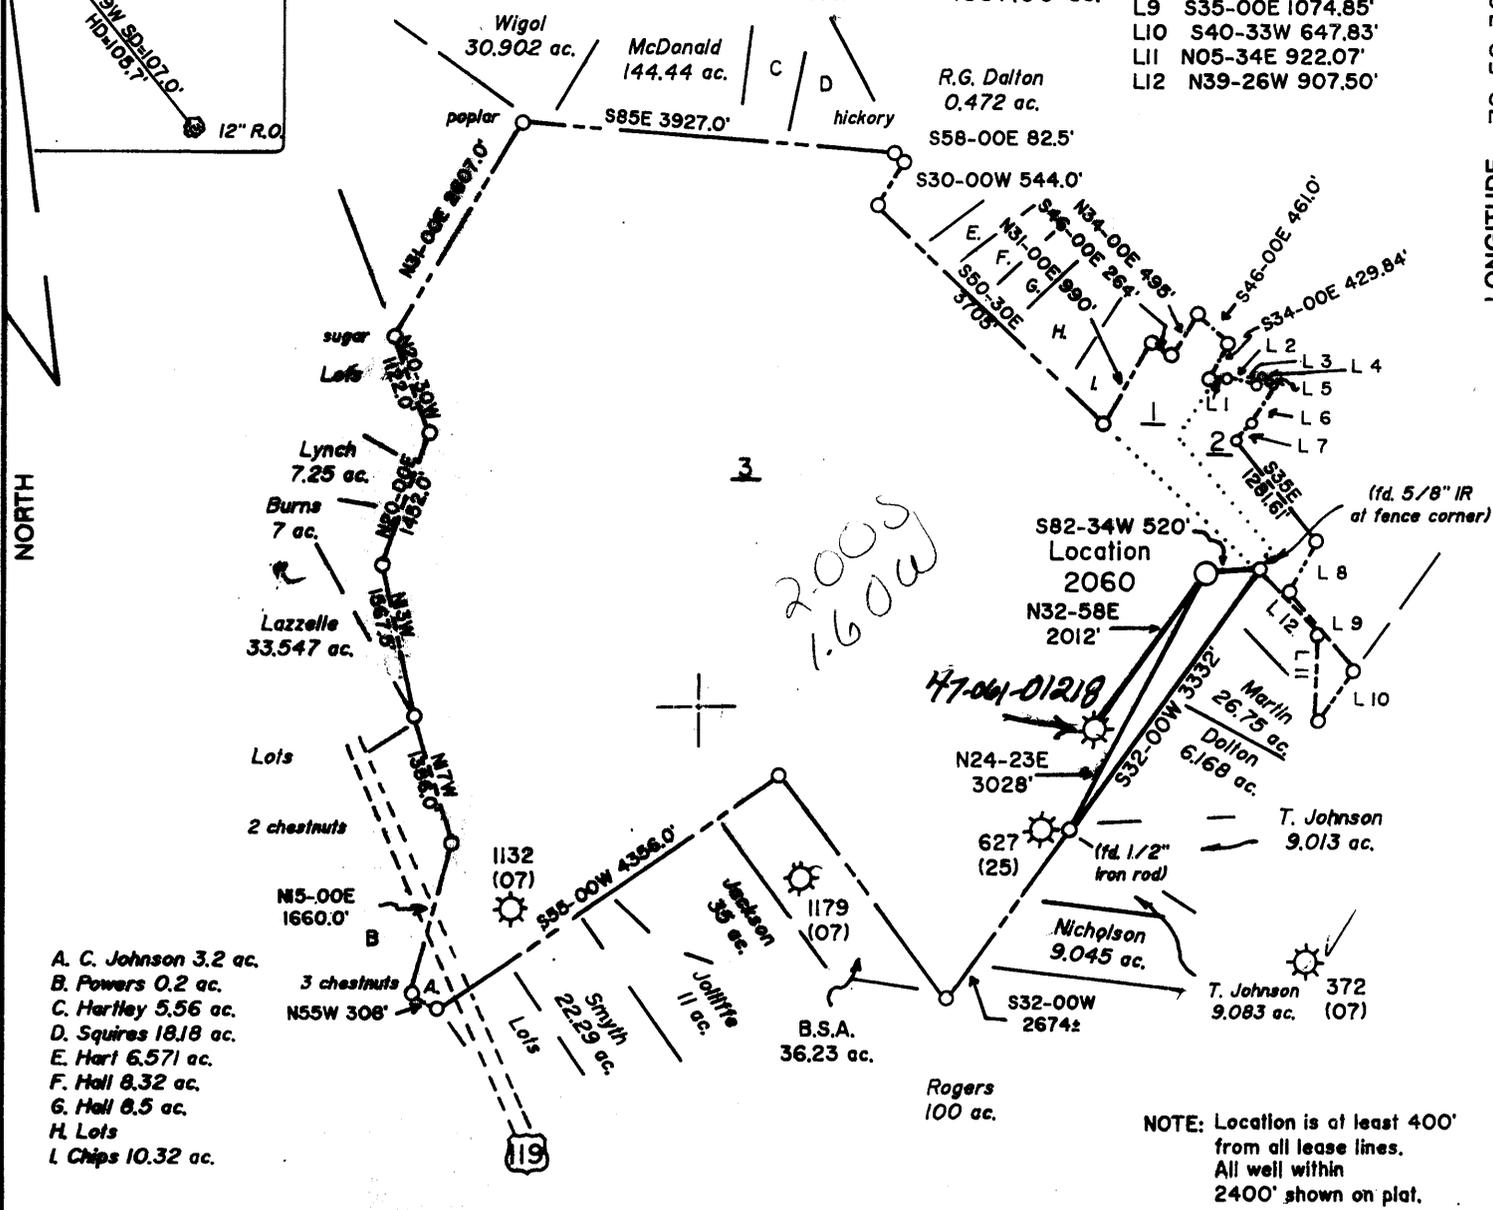 SD=107.0'
HD=105.7'
12" R.O.
L9 S35-00E 1074.85'
L10 S40-33W 647.83'
L11 N05-34E 922.07'
L12 N39-26W 907.50'
LONGITUDE
NORTH
Wigol
30.902 ac.
McDonald
144.44 ac.
C
D
hickory
R.G. Dalton
0.472 ac.
poplar
S85E 3927.0'
S58-00E 82.5'
S30-00W 544.0'
N31-00E 2607.0'
E.
F.
G.
H.
I.
N34-00E 495'
S46-00E 264'
N31-00E 990'
S50-30E
3705'
S46-00E 461.0'
S34-00E 429.84'
L 2
L 3
L 4
L 5
L 1
L 6
L 7
1
2
3
sugar
Lots
N20-30W
1122.0'
Lynch
7.25 ac.
N20-00E
1452.0'
Burns
7 ac.
Lazzelle
33.547 ac.
N13W
1567.5'
S35E
1281.61'
(fd. 5/8" IR
at fence corner)
S82-34W 520'
Location
2060
L 8
L 12
L 9
L 11
L 10
N32-58E
2012'
2005
1.60 W
47-061-01218
Martin
26.75 ac.
Dolton
6.168 ac.
N24-23E
3028'
S32-00W 3332'
Lots
N17W
1386.0'
2 chestnuts
1132
(07)
S55-00W 4356.0'
627
(25)
(fd. 1/2"
iron rod)
T. Johnson
9.013 ac.
N15-00E
1660.0'
B
Jackson
35 ac.
1179
(07)
Nicholson
9.045 ac.
372
(07)
3 chestnuts
A.
N55W 308'
Lots
Smyth
22.29 ac.
Jolliffe
11 ac.
B.S.A.
36.23 ac.
S32-00W
2674±
T. Johnson
9.083 ac.
A. C. Johnson 3.2 ac.
B. Powers 0.2 ac.
C. Hartley 5.56 ac.
D. Squires 18.18 ac.
E. Hart 6.571 ac.
F. Hall 8.32 ac.
G. Hall 8.5 ac.
H. Lots
I. Chips 10.32 ac.
Rogers
100 ac.
119
NOTE: Location is at least 400'
from all lease lines.
All well within
2400' shown on plat.